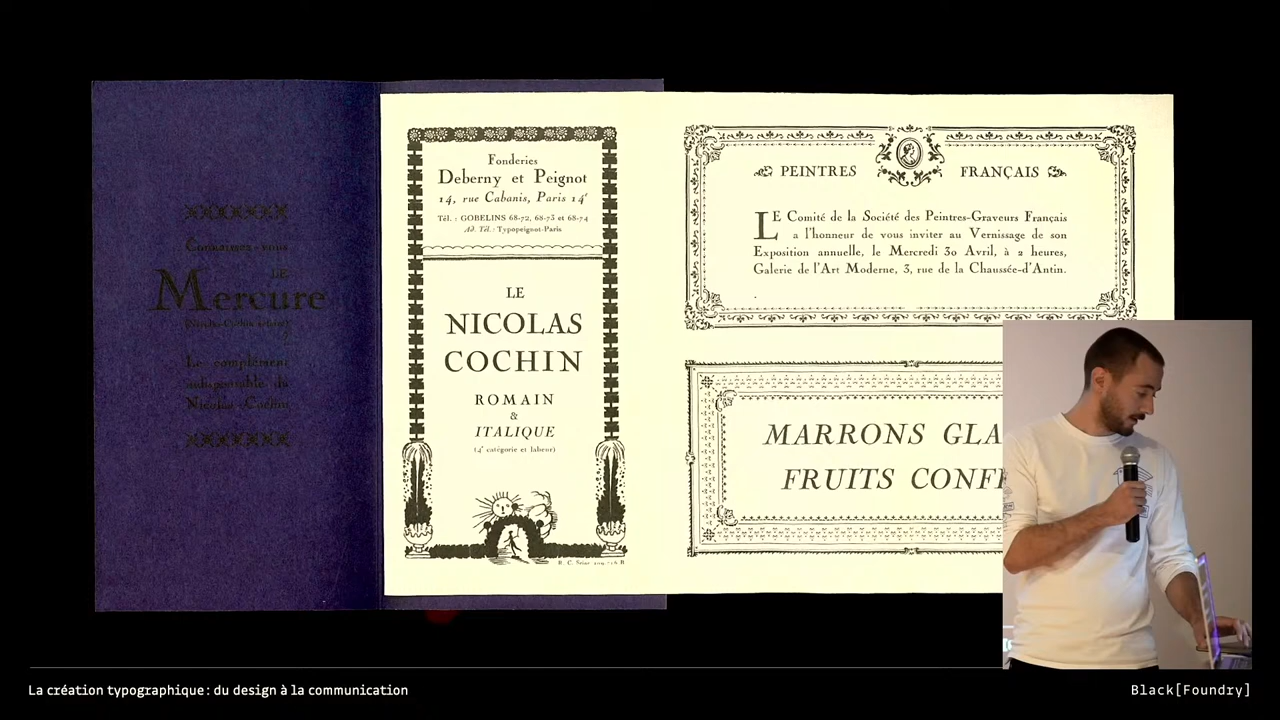 Connaissez-vous
LE
Mercure
Le complément
indispensable du
Nicolas Cochin
Fonderies
Deberny et Peignot
14, rue Cabanis, Paris 14ᵉ
Tél. : GOBELINS 68-72, 68-73 et 68-74
Ad. Tél. : Typopeignot-Paris
LE
NICOLAS
COCHIN
ROMAIN
&
ITALIQUE
(4ᵉ catégorie et labeur)
R. C. Seine
PEINTRES FRANÇAIS
LE Comité de la Société des Peintres-Graveurs Français
a l'honneur de vous inviter au Vernissage de son
Exposition annuelle, le Mercredi 30 Avril, à 2 heures,
Galerie de l'Art Moderne, 3, rue de la Chaussée-d'Antin.
MARRONS GLA
FRUITS CONFI
La création typographique : du design à la communication
Black[Foundry]